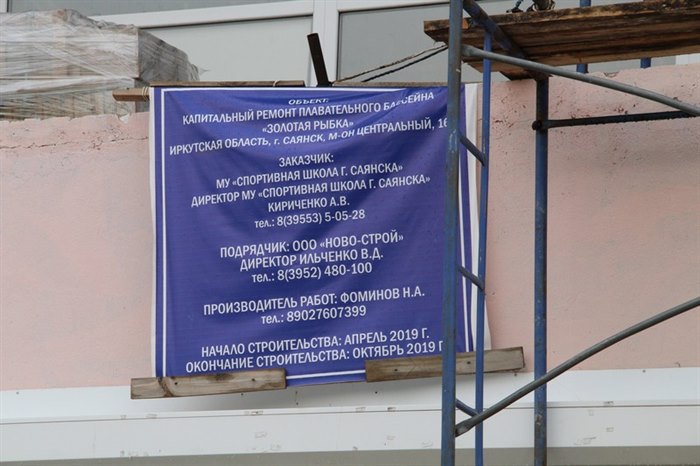 ОБЪЕКТ:
КАПИТАЛЬНЫЙ РЕМОНТ ПЛАВАТЕЛЬНОГО БАССЕЙНА
«ЗОЛОТАЯ РЫБКА»
ИРКУТСКАЯ ОБЛАСТЬ, г. САЯНСК, М-ОН ЦЕНТРАЛЬНЫЙ, 16
ЗАКАЗЧИК:
МУ «СПОРТИВНАЯ ШКОЛА Г. САЯНСКА»
ДИРЕКТОР МУ «СПОРТИВНАЯ ШКОЛА Г. САЯНСКА»
КИРИЧЕНКО А.В.
тел.: 8(39553) 5-05-28
ПОДРЯДЧИК: ООО «НОВО-СТРОЙ»
ДИРЕКТОР ИЛЬЧЕНКО В.Д.
тел.: 8(3952) 480-100
ПРОИЗВОДИТЕЛЬ РАБОТ: ФОМИНОВ Н.А.
тел.: 89027607399
НАЧАЛО СТРОИТЕЛЬСТВА: АПРЕЛЬ 2019 Г.
ОКОНЧАНИЕ СТРОИТЕЛЬСТВА: ОКТЯБРЬ 2019 Г